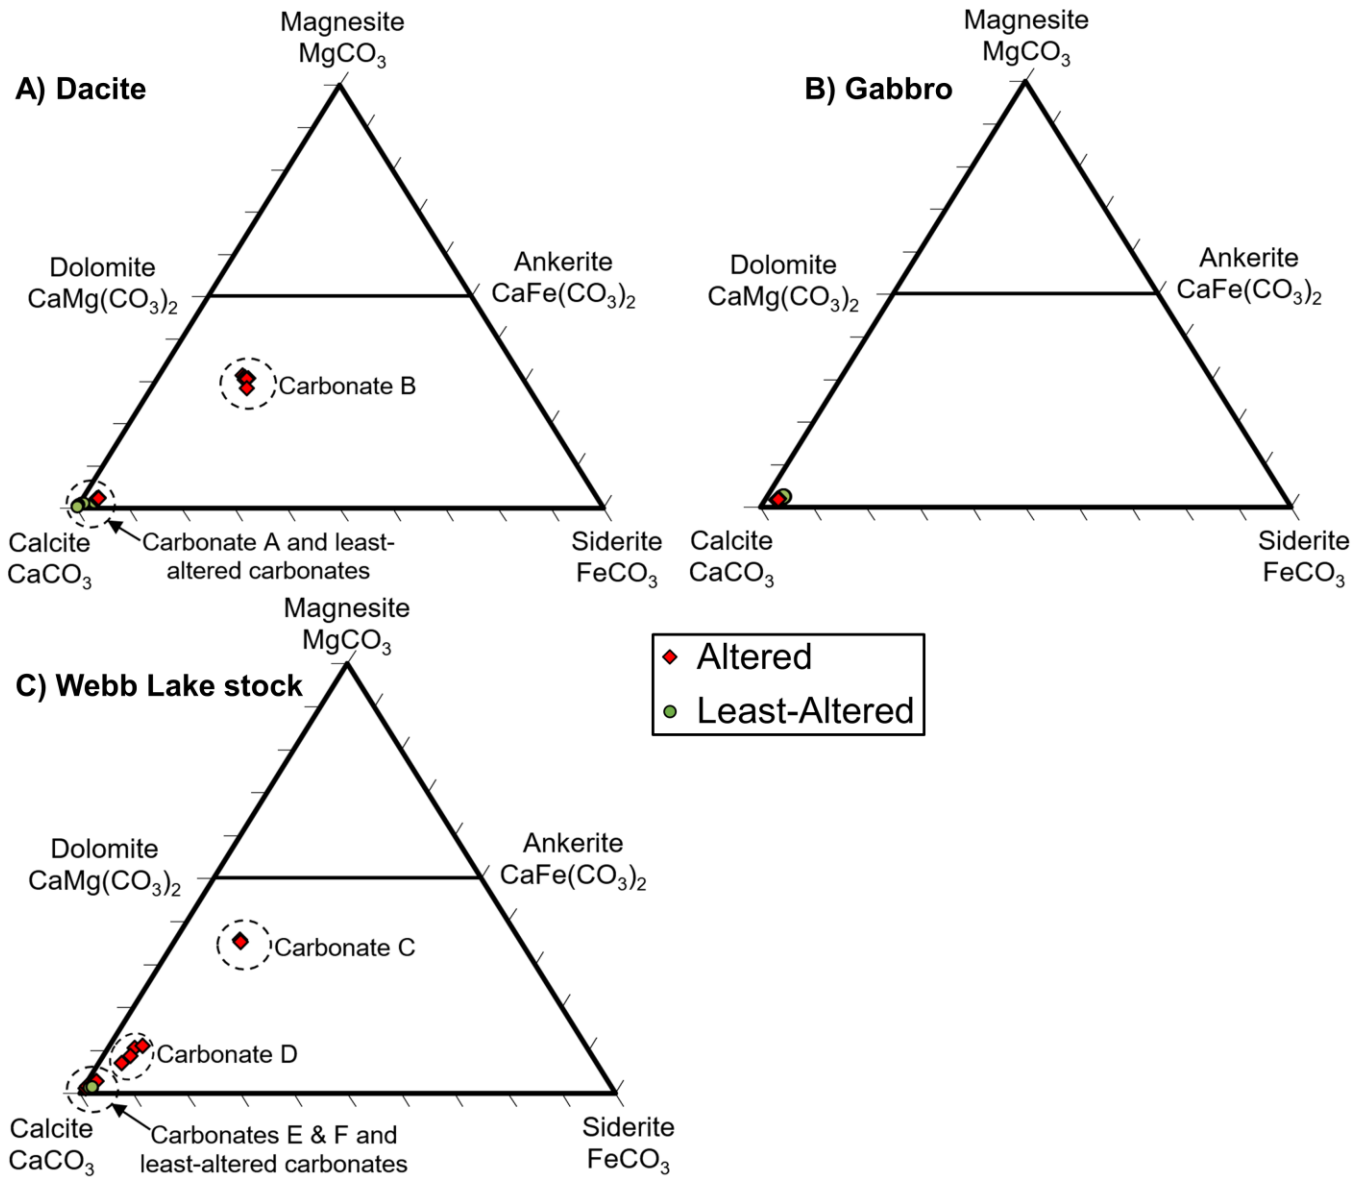 Magnesite
MgCO₃
A) Dacite
Dolomite
CaMg(CO₃)₂
Ankerite
CaFe(CO₃)₂
Carbonate B
Calcite
CaCO₃
Carbonate A and least-
altered carbonates
Siderite
FeCO₃
Magnesite
MgCO₃
B) Gabbro
Dolomite
CaMg(CO₃)₂
Ankerite
CaFe(CO₃)₂
Calcite
CaCO₃
Siderite
FeCO₃
Magnesite
MgCO₃
C) Webb Lake stock
Dolomite
CaMg(CO₃)₂
Ankerite
CaFe(CO₃)₂
Carbonate C
Carbonate D
Calcite
CaCO₃
Carbonates E & F and
least-altered carbonates
Siderite
FeCO₃
Altered
Least-Altered